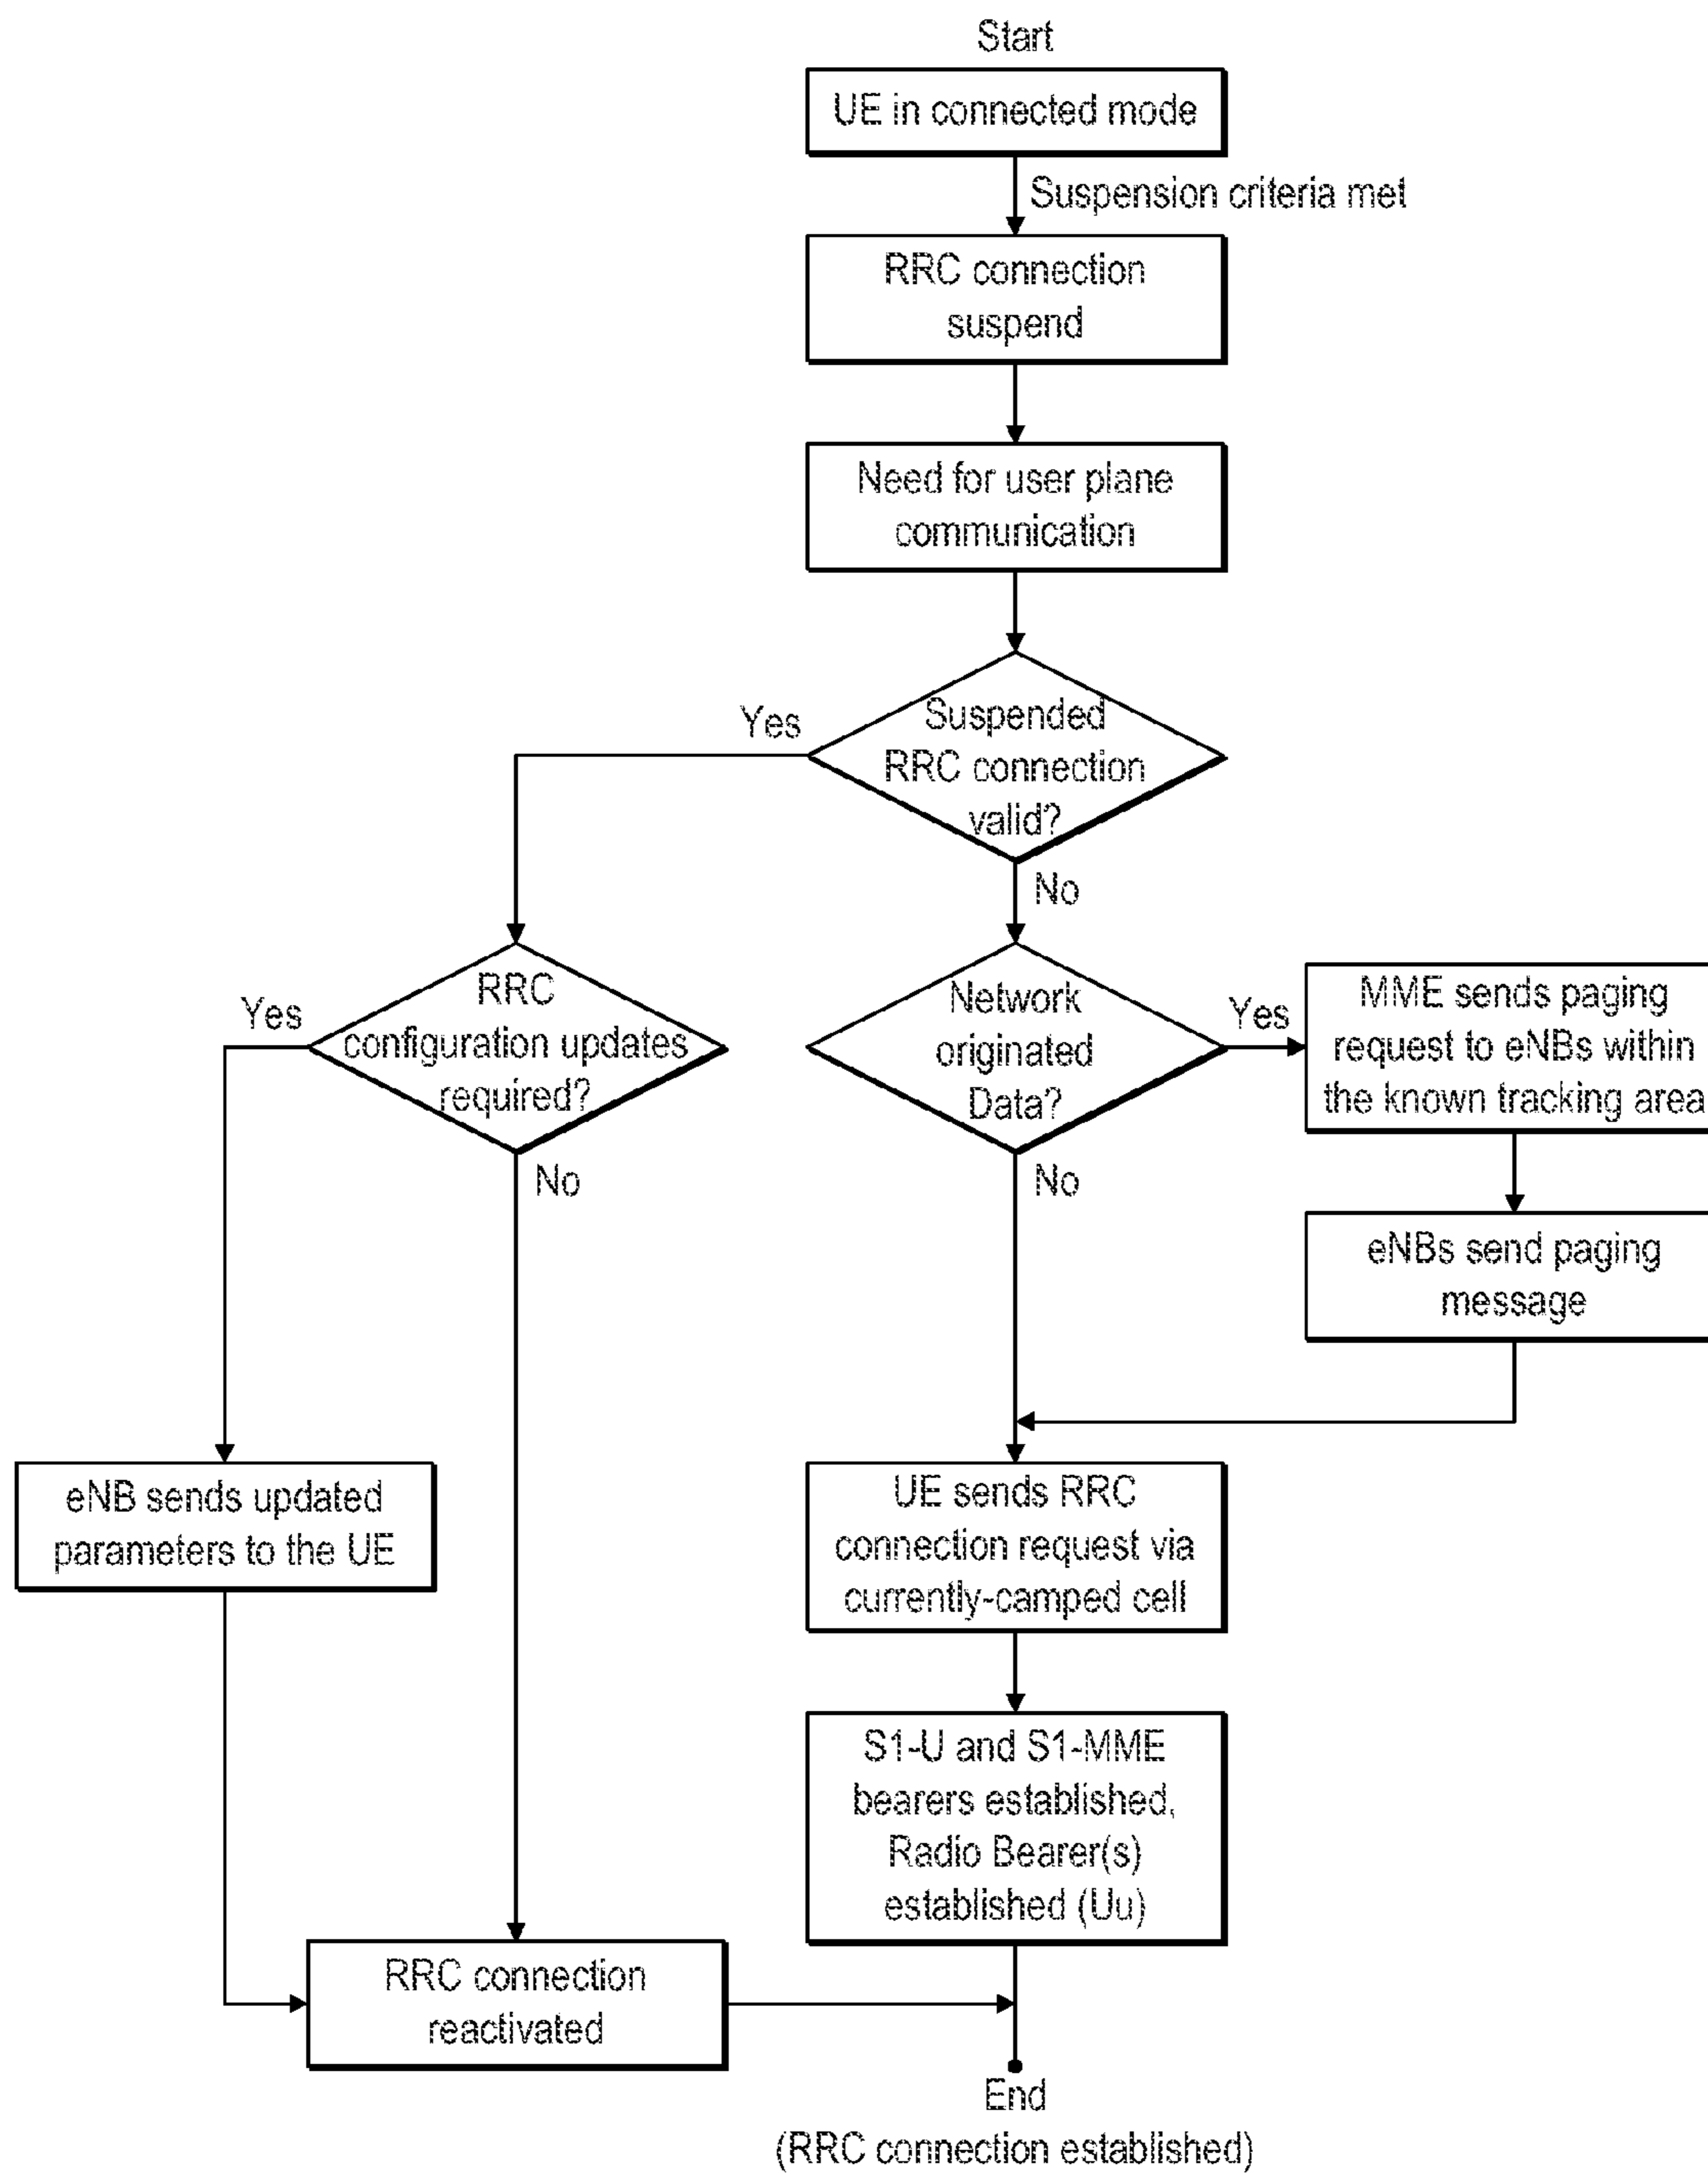 Start
UE in connected mode
Suspension criteria met
RRC connection
suspend
Need for user plane
communication
Yes
Suspended
RRC connection
valid?
No
Yes
RRC
configuration updates
required?
No
Network
originated
Data?
Yes
No
MME sends paging
request to eNBs within
the known tracking area
eNBs send paging
message
eNB sends updated
parameters to the UE
UE sends RRC
connection request via
currently-camped cell
S1-U and S1-MME
bearers established,
Radio Bearer(s)
established (Uu)
RRC connection
reactivated
End
(RRC connection established)